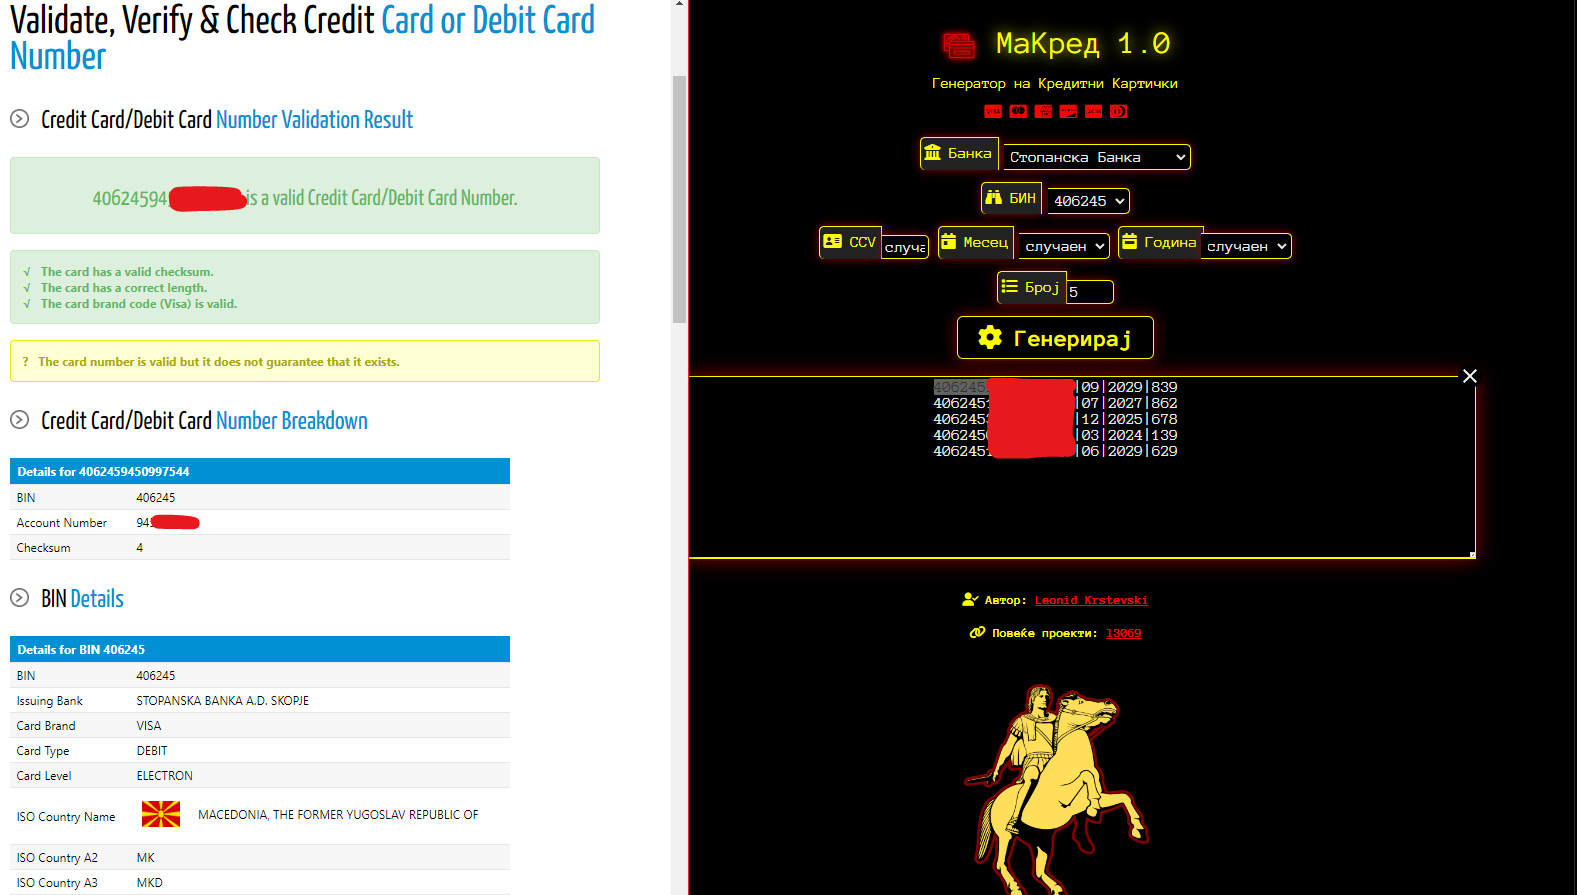 Validate, Verify & Check Credit Card or Debit Card
Number
Credit Card/Debit Card Number Validation Result
40624594 is a valid Credit Card/Debit Card Number.
√ The card has a valid checksum.
√ The card has a correct length.
√ The card brand code (Visa) is valid.
? The card number is valid but it does not guarantee that it exists.
Credit Card/Debit Card Number Breakdown
Details for 4062459450997544
BIN 406245
Account Number 94
Checksum 4
BIN Details
Details for BIN 406245
BIN 406245
Issuing Bank STOPANSKA BANKA A.D. SKOPJE
Card Brand VISA
Card Type DEBIT
Card Level ELECTRON
ISO Country Name MACEDONIA, THE FORMER YUGOSLAV REPUBLIC OF
ISO Country A2 MK
ISO Country A3 MKD
МаКред 1.0
Генератор на Кредитни Картички
Банка Стопанска Банка
БИН 406245
CCV случа Месец случаен Година случаен
Број 5
Генерирај
406245 |09|2029|839
406245 |07|2027|862
406245 |12|2025|678
406245 |03|2024|139
406245 |06|2029|629
Автор: Leonid Krstevski
Повеќе проекти: 13069